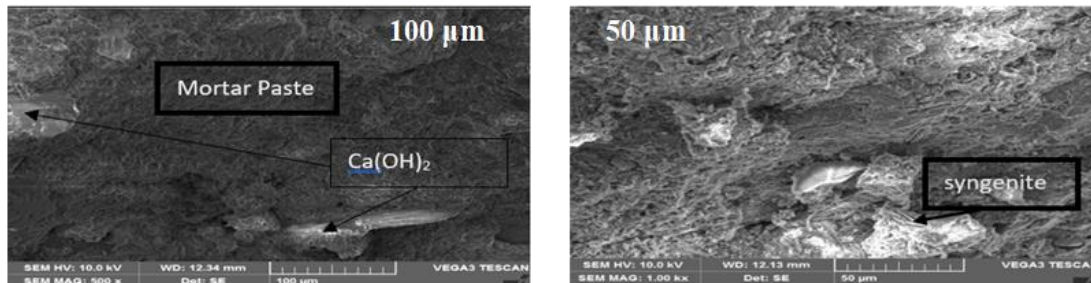 100 µm
Mortar Paste
Ca(OH)₂
SEM HV: 10.0 kV WD: 12.34 mm VEGA3 TESCAN
SEM MAG: 500 x Det: SE 100 µm
50 µm
syngenite
SEM HV: 10.0 kV WD: 12.13 mm VEGA3 TESCAN
SEM MAG: 1.00 kx Det: SE 50 µm